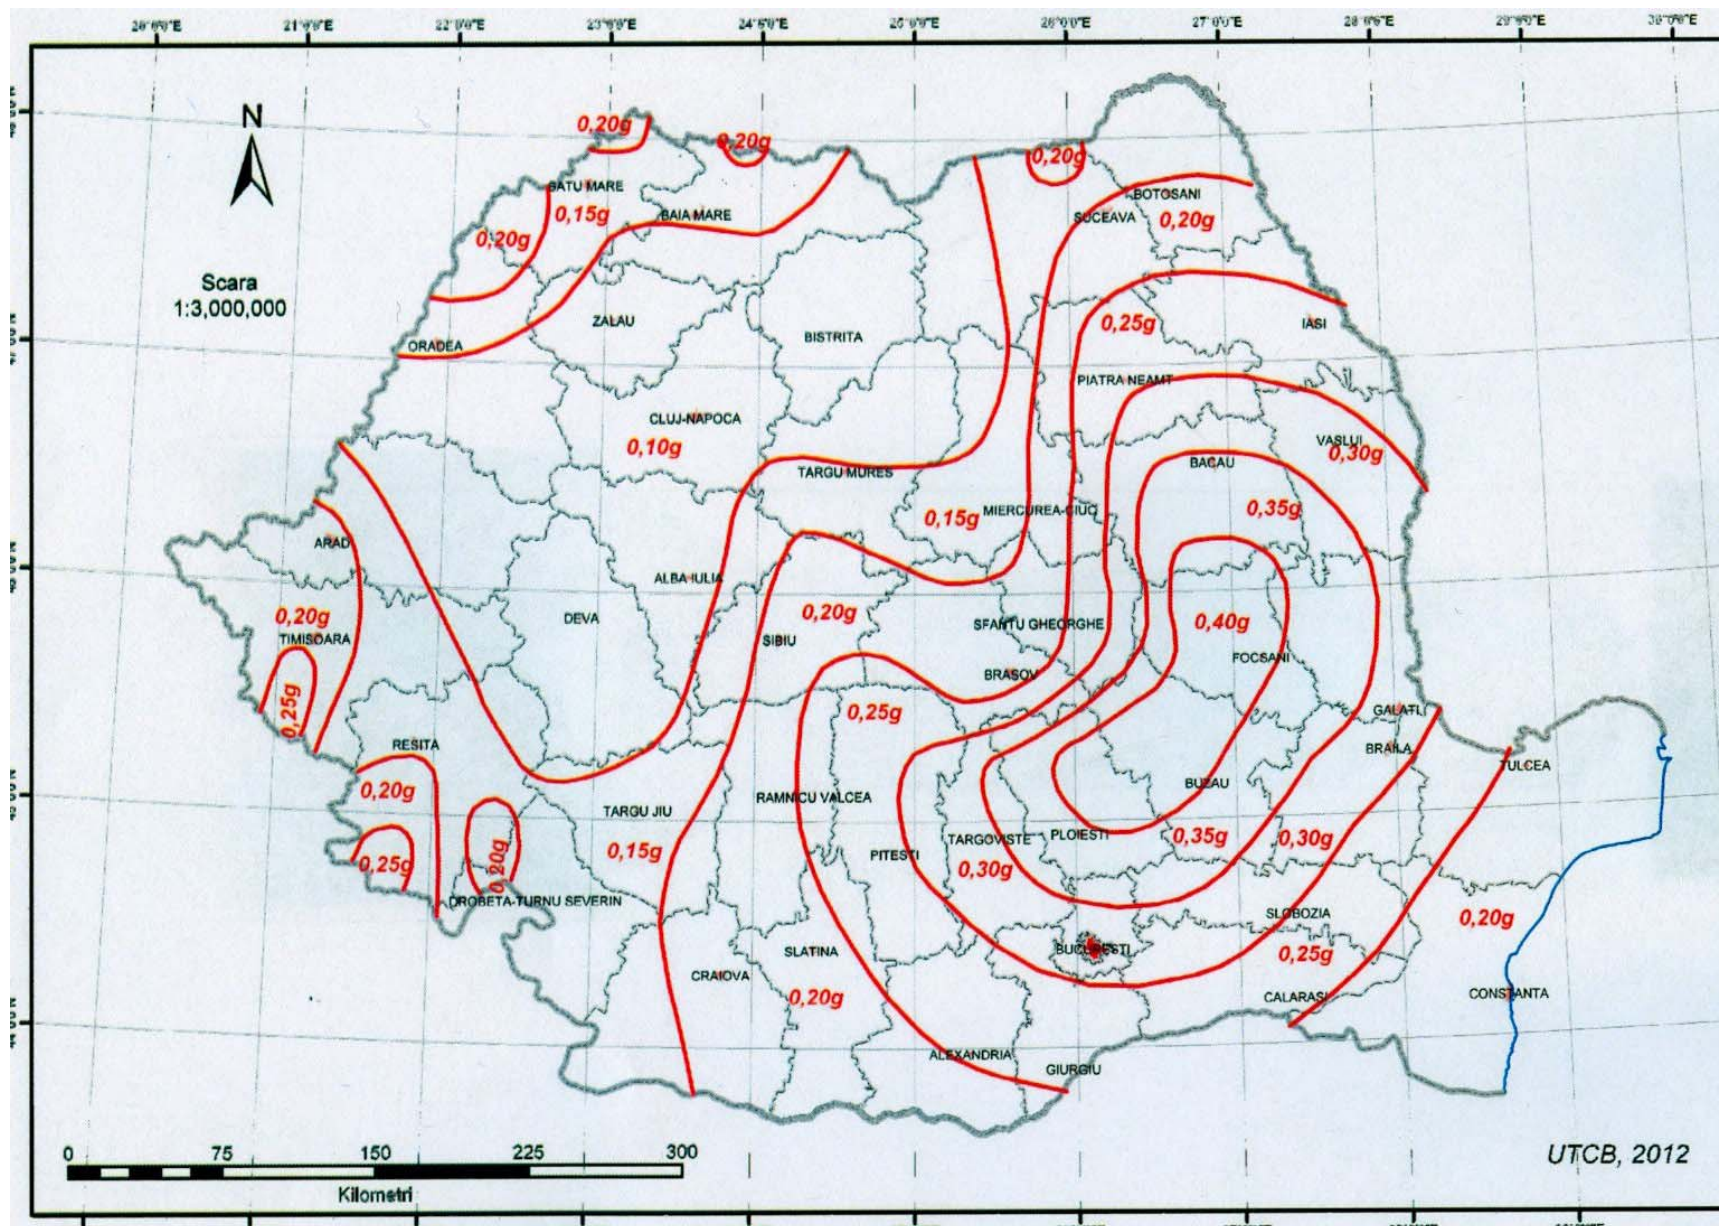 N
Scara
1:3,000,000
0,20g
0,20g
0,20g
SATU MARE
0,15g
BAIA MARE
0,20g
BOTOSANI
SUCEAVA
0,20g
ZALAU
BISTRITA
ORADEA
0,25g
IASI
PIATRA NEAMT
CLUJ-NAPOCA
0,10g
TARGU MURES
BACAU
VASLUI
0,30g
0,15g
MIERCUREA-CIUC
0,35g
ARAD
ALBA IULIA
0,20g
TIMISOARA
DEVA
0,20g
SIBIU
SFANTU GHEORGHE
0,40g
FOCSANI
BRASOV
0,25g
0,25g
GALATI
BRAILA
RESITA
TULCEA
0,20g
TARGU JIU
RAMNICU VALCEA
BUZAU
0,25g
0,20g
0,15g
PITESTI
TARGOVISTE
PLOIESTI
0,30g
0,35g
0,30g
DROBETA-TURNU SEVERIN
SLOBOZIA
0,20g
SLATINA
BUCURESTI
0,25g
CRAIOVA
0,20g
CALARASI
CONSTANTA
ALEXANDRIA
GIURGIU
0 75 150 225 300
Kilometri
UTCB, 2012